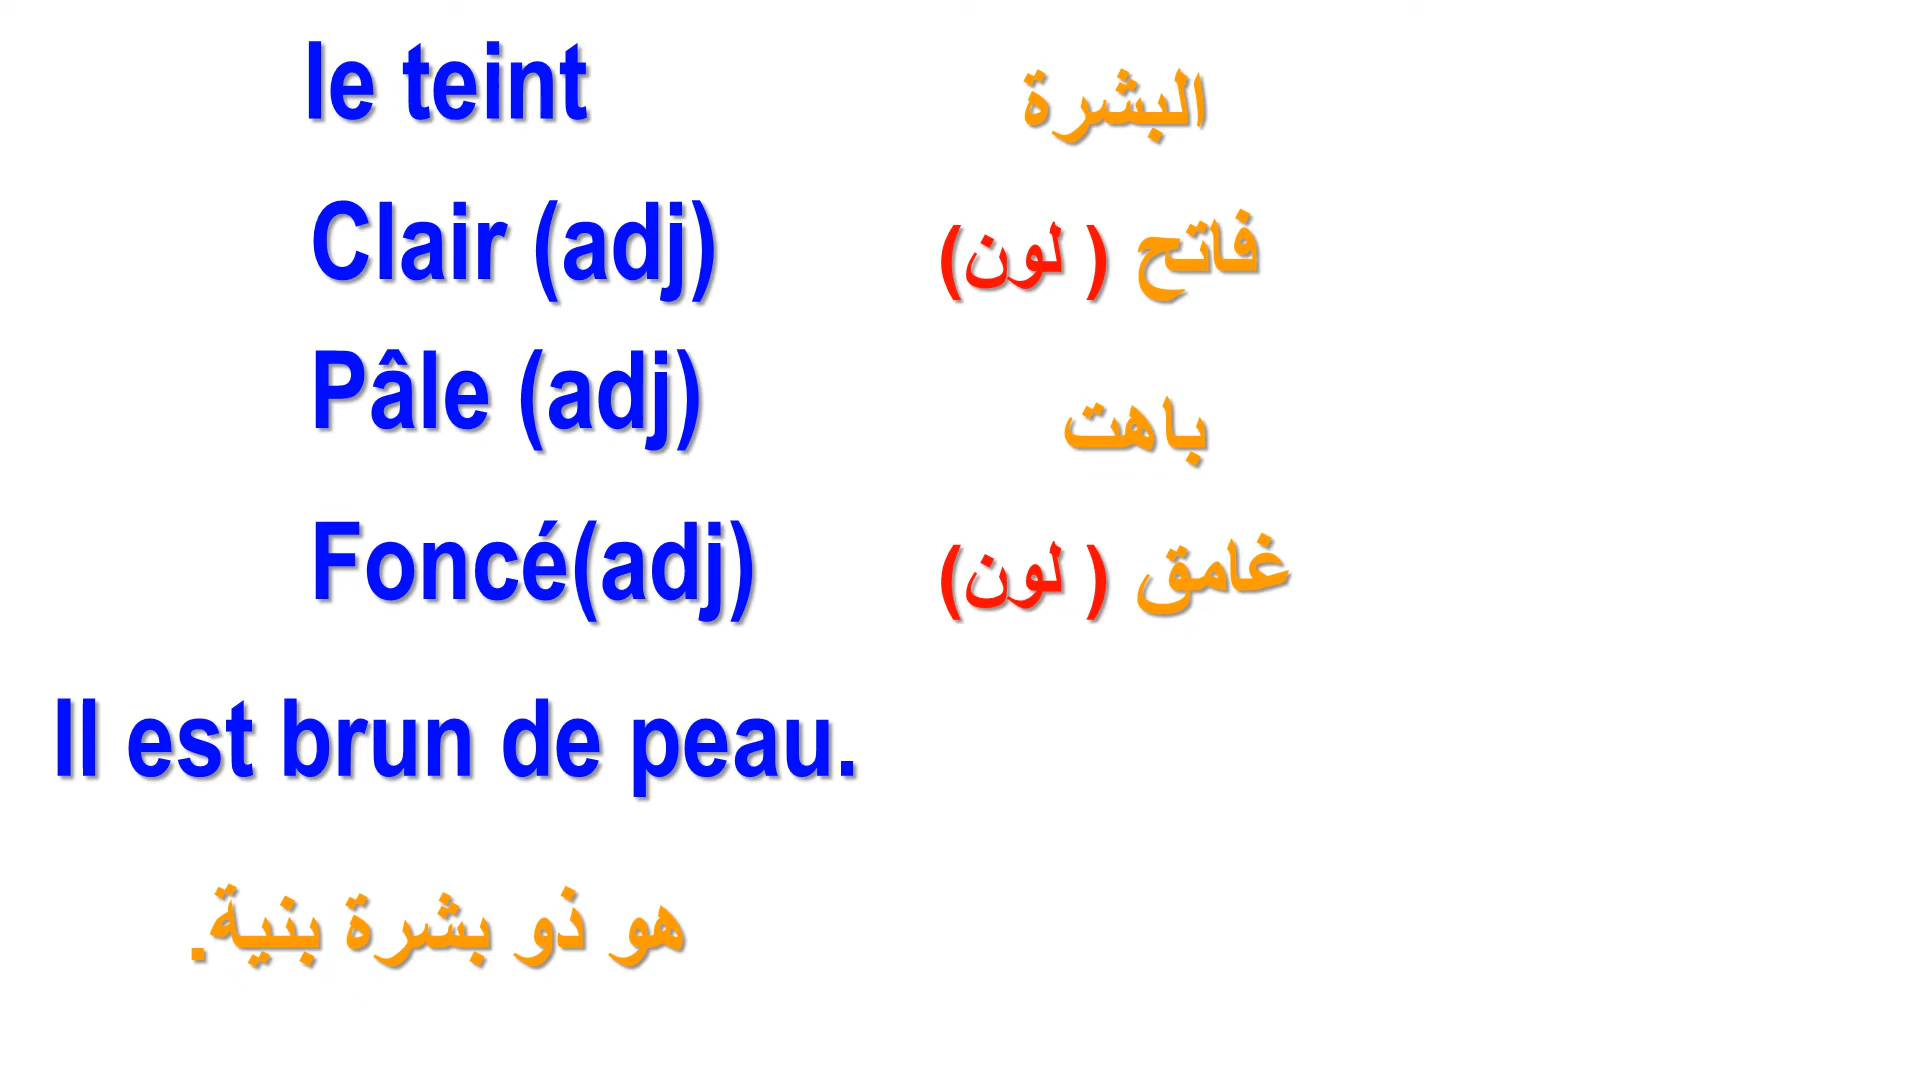 le teint البشرة
Clair (adj) فاتح ( لون)
Pâle (adj) باهت
Foncé(adj) غامق ( لون)
Il est brun de peau.
هو ذو بشرة بنية.